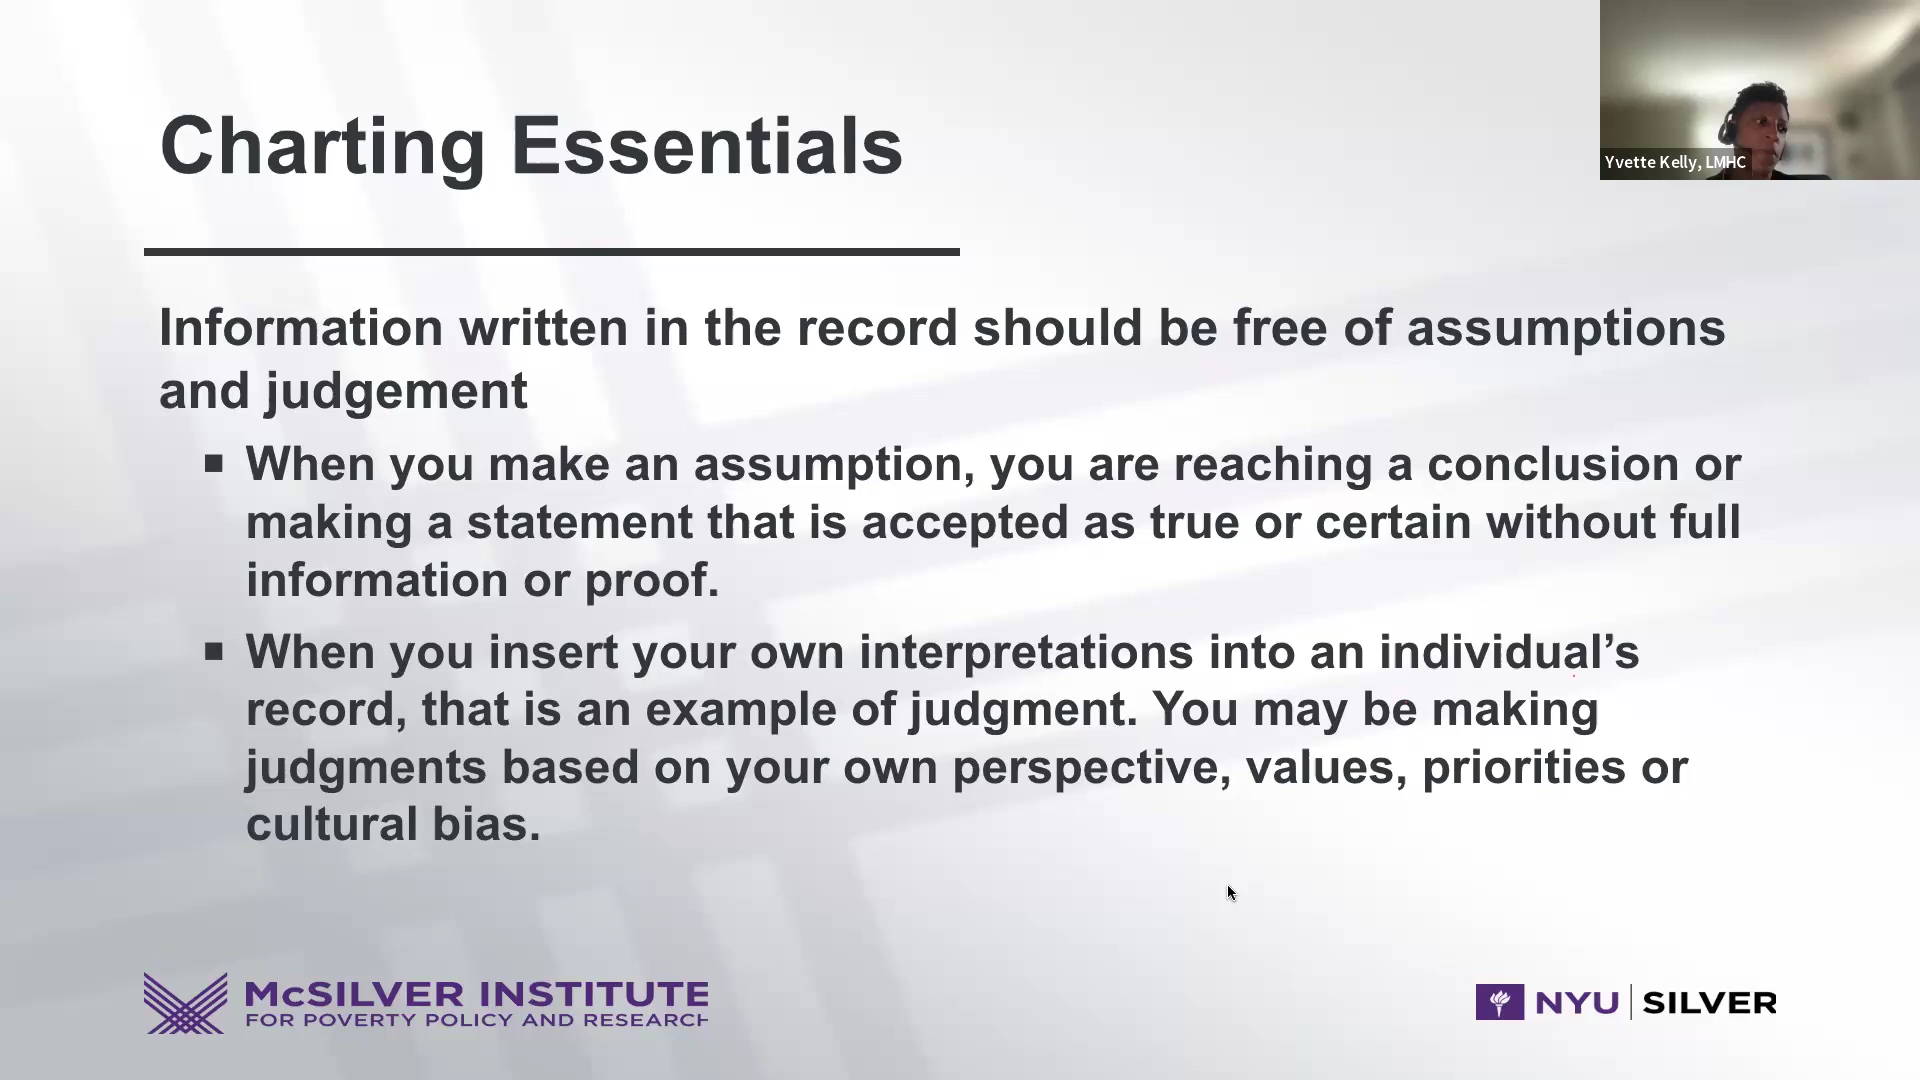 Charting Essentials
Yvette Kelly, LMHC
Information written in the record should be free of assumptions
and judgement
■ When you make an assumption, you are reaching a conclusion or
making a statement that is accepted as true or certain without full
information or proof.
■ When you insert your own interpretations into an individual’s
record, that is an example of judgment. You may be making
judgments based on your own perspective, values, priorities or
cultural bias.
McSILVER INSTITUTE
FOR POVERTY POLICY AND RESEARCH
NYU SILVER